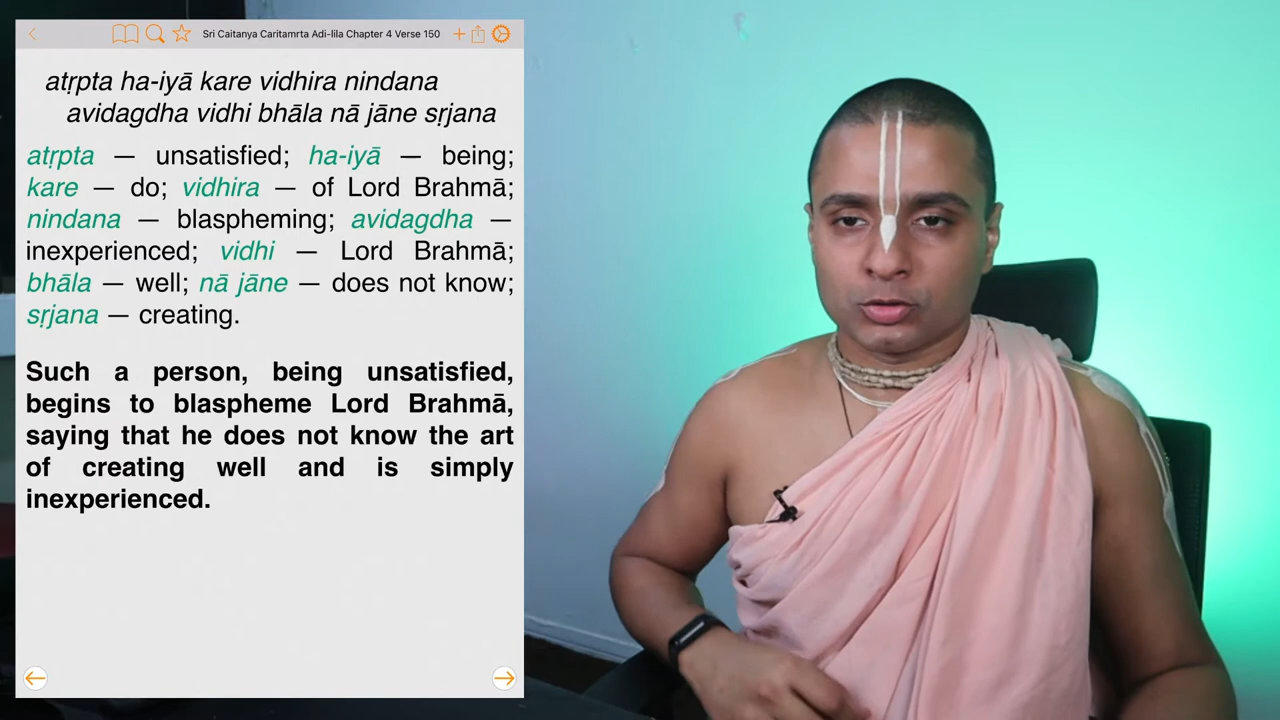 Sri Caitanya Caritamrta Adi-lila Chapter 4 Verse 150
atṛpta ha-iyā kare vidhira nindana
avidagdha vidhi bhāla nā jāne sṛjana
atṛpta — unsatisfied; ha-iyā — being;
kare — do; vidhira — of Lord Brahmā;
nindana — blaspheming; avidagdha —
inexperienced; vidhi — Lord Brahmā;
bhāla — well; nā jāne — does not know;
sṛjana — creating.
Such a person, being unsatisfied,
begins to blaspheme Lord Brahmā,
saying that he does not know the art
of creating well and is simply
inexperienced.